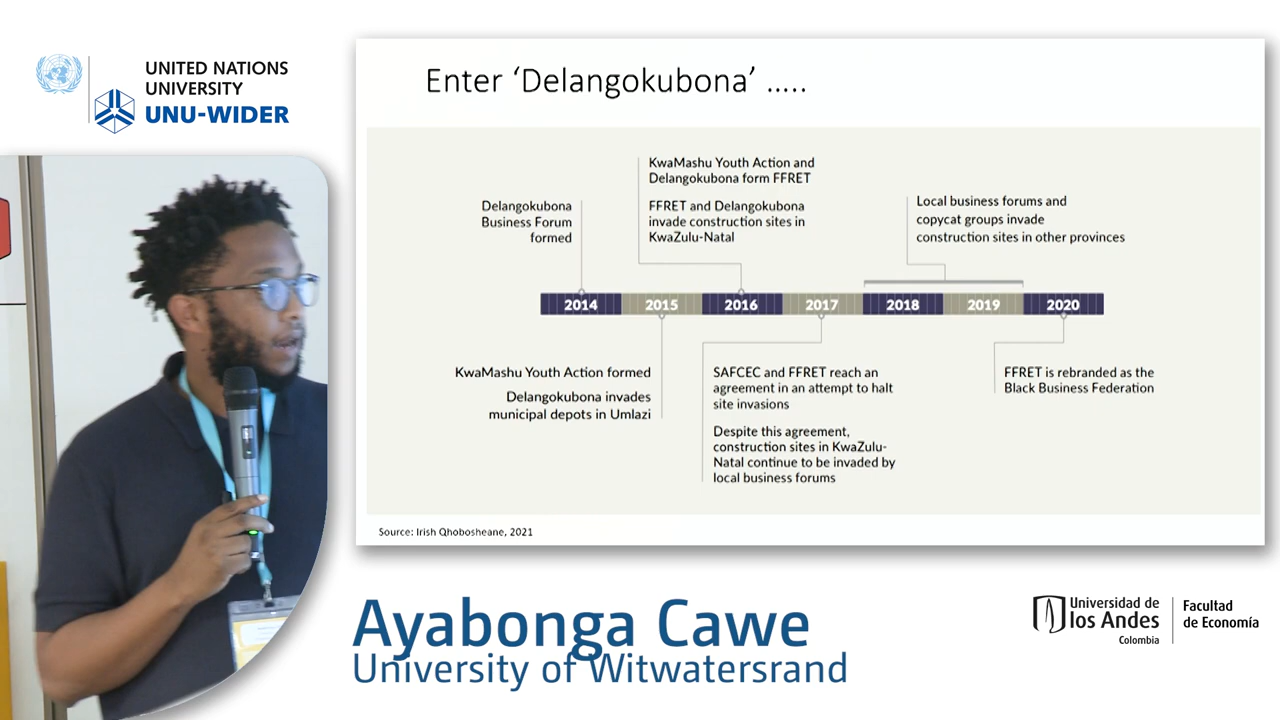 UNITED NATIONS
UNIVERSITY
UNU-WIDER
Enter ‘Delangokubona’ .....
Delangokubona
Business Forum
formed
KwaMashu Youth Action and
Delangokubona form FFRET
FFRET and Delangokubona
invade construction sites in
KwaZulu-Natal
Local business forums and
copycat groups invade
construction sites in other provinces
2014
2015
2016
2017
2018
2019
2020
KwaMashu Youth Action formed
Delangokubona invades
municipal depots in Umlazi
SAFCEC and FFRET reach an
agreement in an attempt to halt
site invasions
Despite this agreement,
construction sites in KwaZulu-
Natal continue to be invaded by
local business forums
FFRET is rebranded as the
Black Business Federation
Source: Irish Qhobosheane, 2021
Ayabonga Cawe
University of Witwatersrand
Universidad de
los Andes
Colombia
Facultad
de Economía